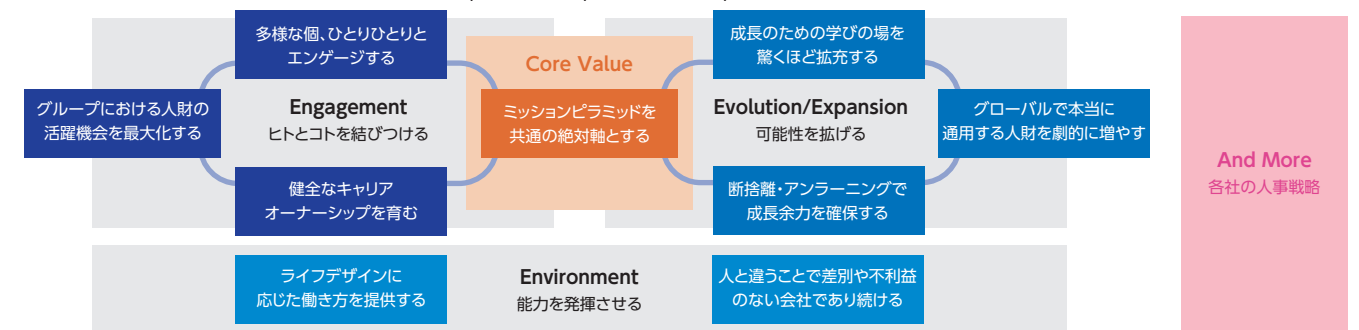 多様な個、ひとりひとりと
エンゲージする
グループにおける人財の
活躍機会を最大化する
Engagement
ヒトとコトを結びつける
健全なキャリア
オーナーシップを育む
Core Value
ミッションピラミッドを
共通の絶対軸とする
成長のための学びの場を
驚くほど拡充する
Evolution/Expansion
可能性を拡げる
断捨離・アンラーニングで
成長余力を確保する
グローバルで本当に
通用する人財を劇的に増やす
ライフデザインに
応じた働き方を提供する
Environment
能力を発揮させる
人と違うことで差別や不利益
のない会社であり続ける
And More
各社の人事戦略